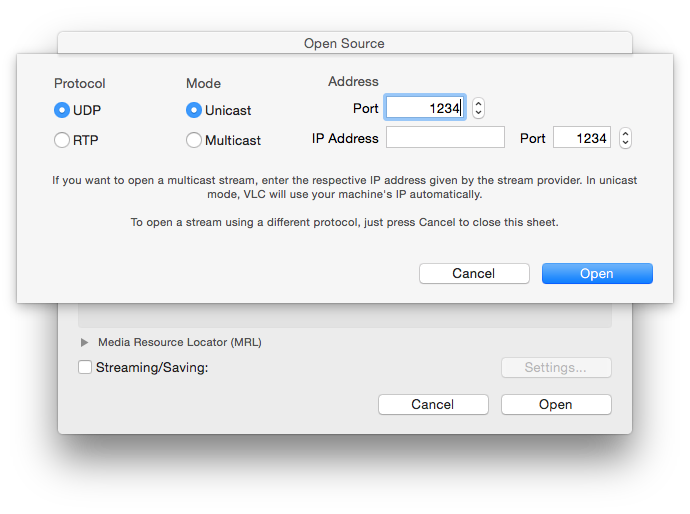 Open Source
Protocol Mode Address
UDP Unicast Port 1234
RTP Multicast IP Address Port 1234
If you want to open a multicast stream, enter the respective IP address given by the stream provider. In unicast
mode, VLC will use your machine's IP automatically.
To open a stream using a different protocol, just press Cancel to close this sheet.
Cancel Open
Media Resource Locator (MRL)
Streaming/Saving: Settings...
Cancel Open